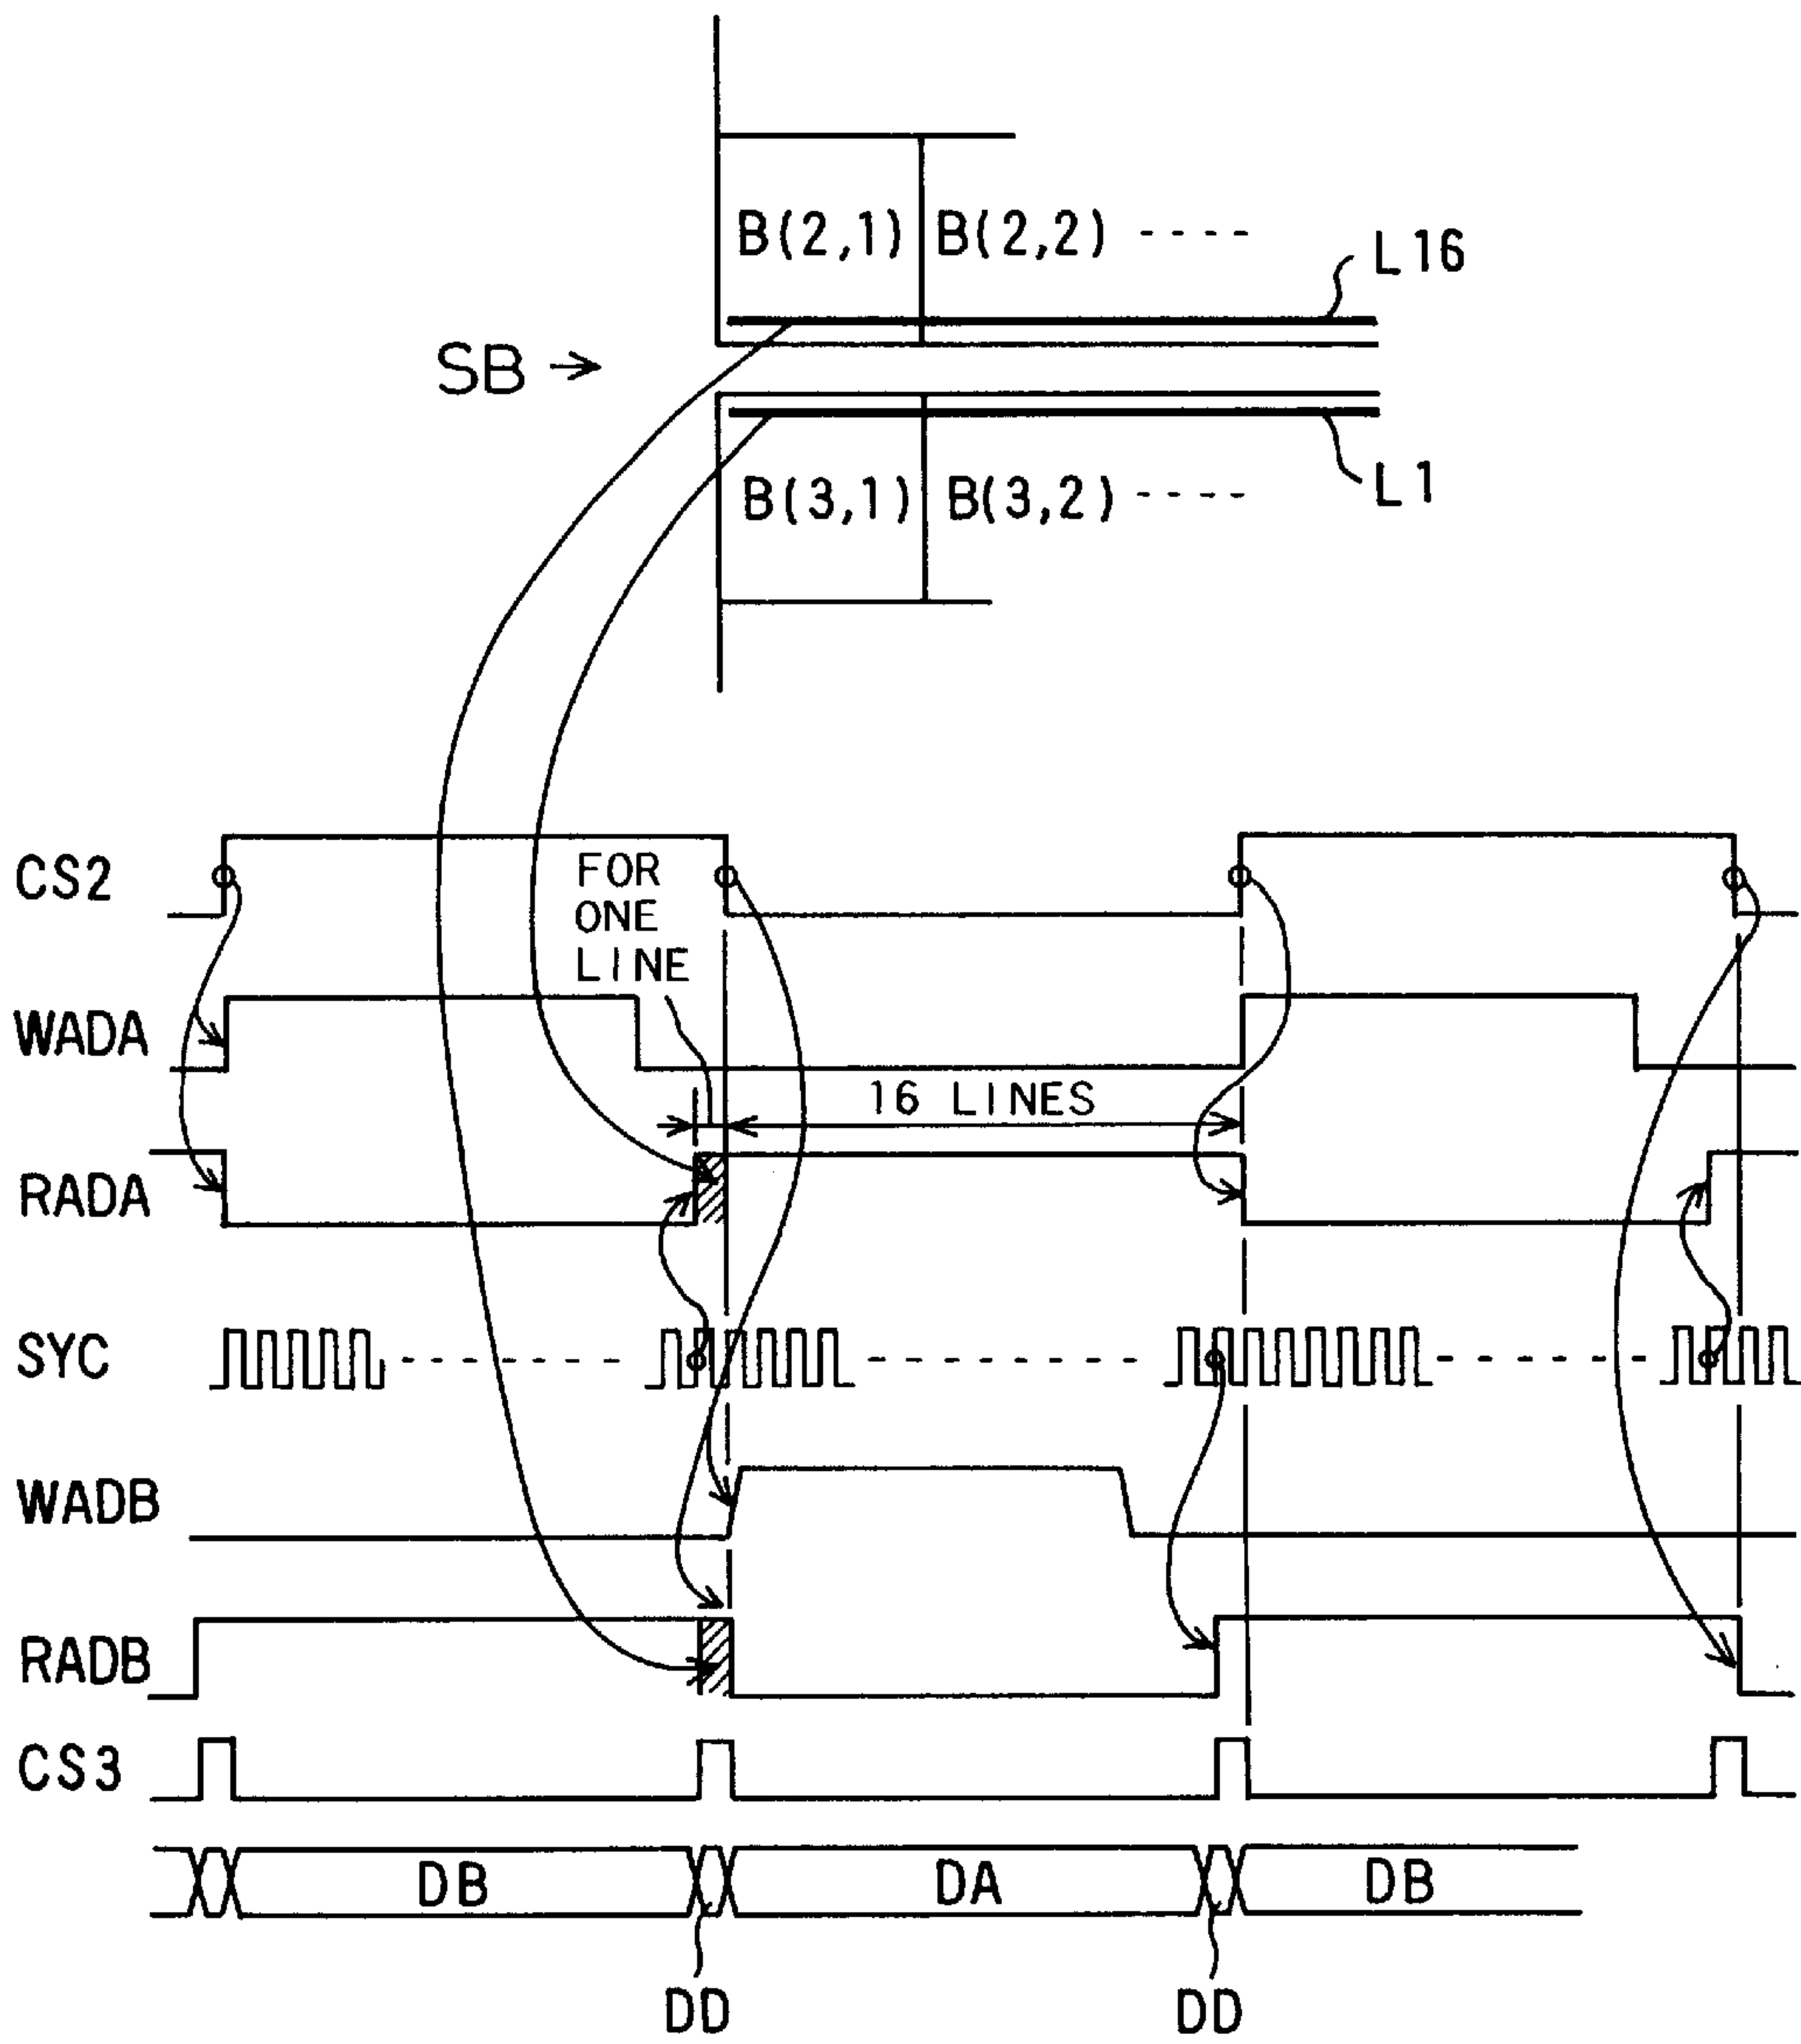 B(2,1) B(2,2) ----
L16
SB →
L1
B(3,1) B(3,2) ----
CS2
FOR
ONE
LINE
WADA
16 LINES
RADA
SYC
WADB
RADB
CS3
DB DA DB
DD DD